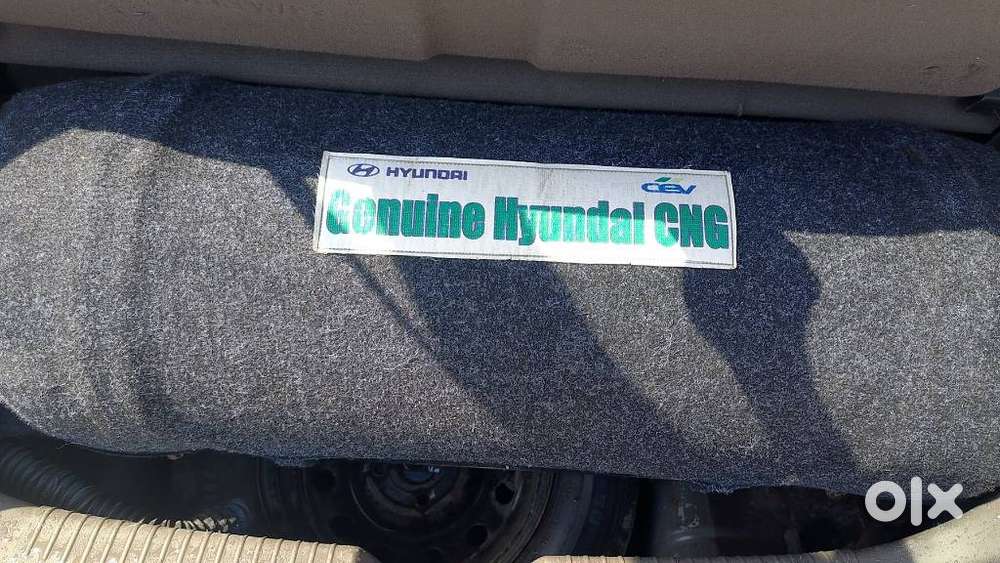 HYUNDAI
CEV
Genuine Hyundai CNG
olx